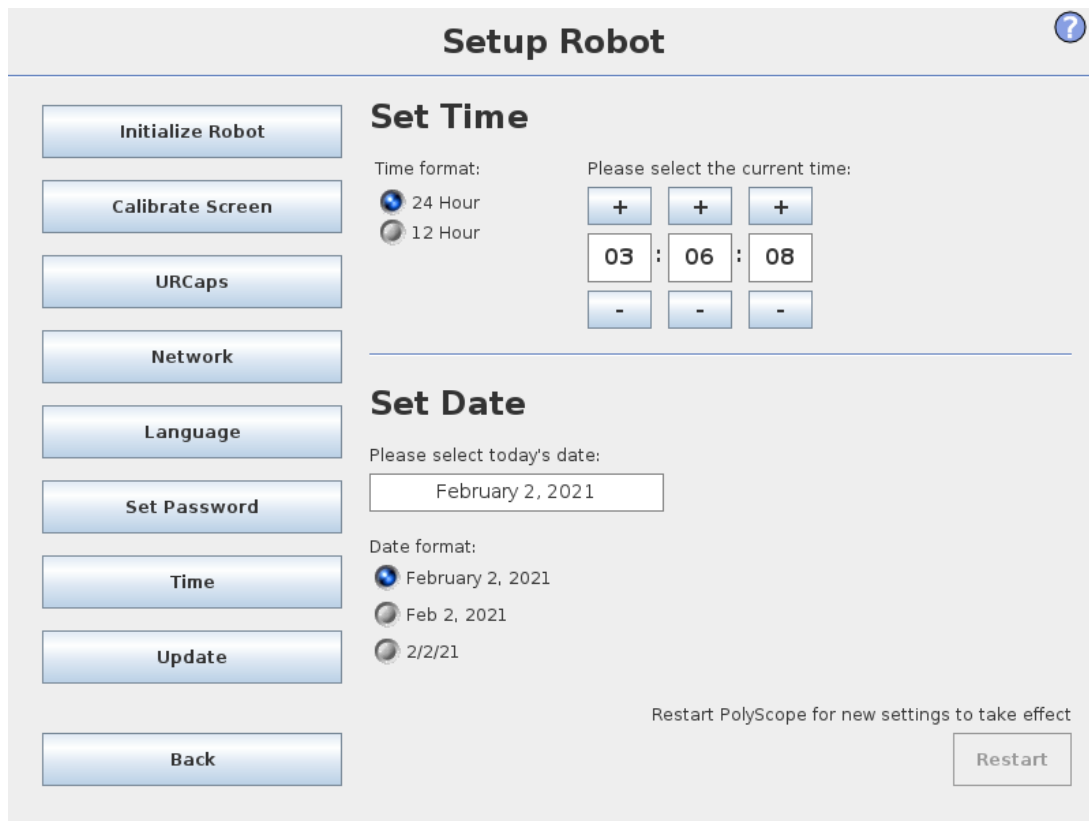 Setup Robot
?
Initialize Robot
Calibrate Screen
URCaps
Network
Language
Set Password
Time
Update
Back
Set Time
Time format:
24 Hour
12 Hour
Please select the current time:
+ + +
03 : 06 : 08
- - -
Set Date
Please select today's date:
February 2, 2021
Date format:
February 2, 2021
Feb 2, 2021
2/2/21
Restart PolyScope for new settings to take effect
Restart